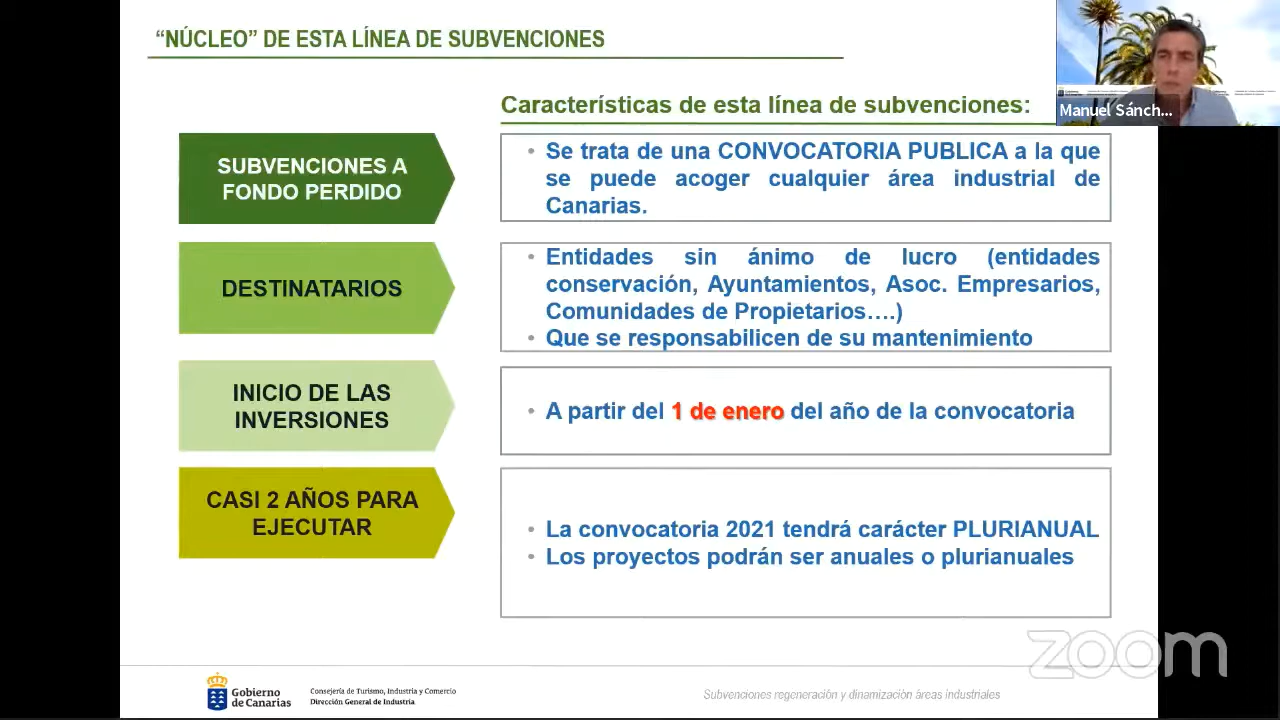 “NÚCLEO” DE ESTA LÍNEA DE SUBVENCIONES
Manuel Sánch...
Características de esta línea de subvenciones:
SUBVENCIONES A
FONDO PERDIDO
• Se trata de una CONVOCATORIA PUBLICA a la que
se puede acoger cualquier área industrial de
Canarias.
DESTINATARIOS
• Entidades sin ánimo de lucro (entidades
conservación, Ayuntamientos, Asoc. Empresarios,
Comunidades de Propietarios….)
• Que se responsabilicen de su mantenimiento
INICIO DE LAS
INVERSIONES
• A partir del 1 de enero del año de la convocatoria
CASI 2 AÑOS PARA
EJECUTAR
• La convocatoria 2021 tendrá carácter PLURIANUAL
• Los proyectos podrán ser anuales o plurianuales
zoom
Gobierno
de Canarias
Consejería de Turismo, Industria y Comercio
Dirección General de Industria
Subvenciones regeneración y dinamización áreas industriales